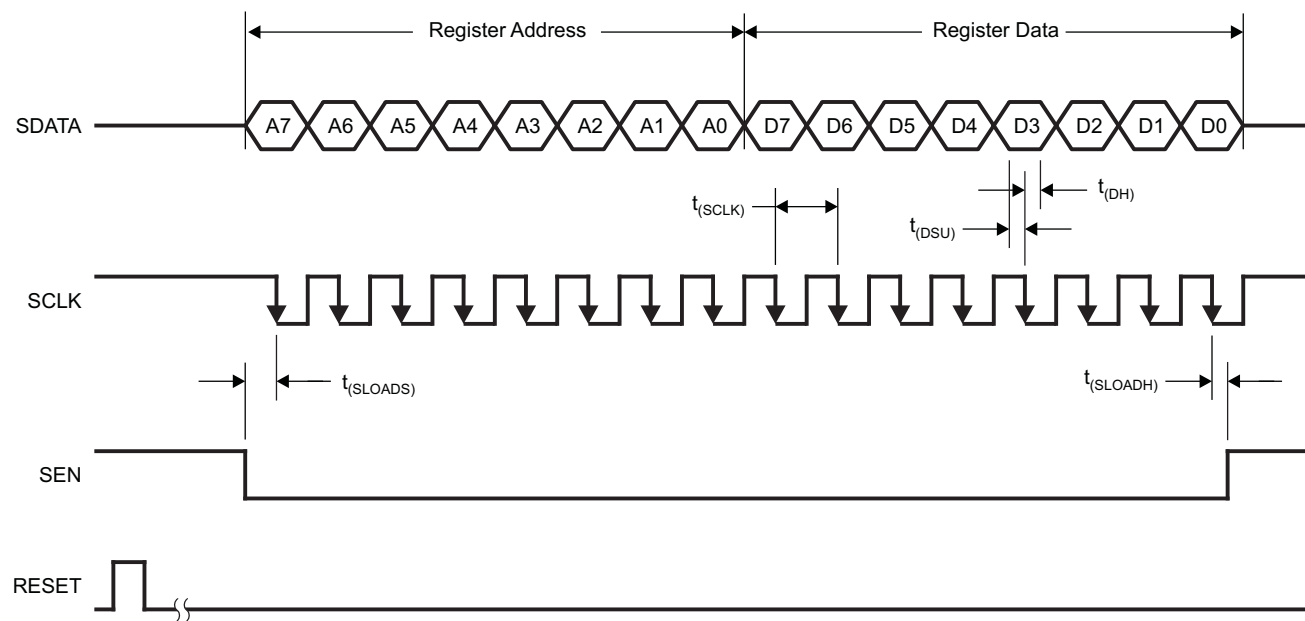 Register Address Register Data
SDATA A7 A6 A5 A4 A3 A2 A1 A0 D7 D6 D5 D4 D3 D2 D1 D0
t(SCLK) t(DH)
t(DSU)
SCLK
t(SLOADS) t(SLOADH)
SEN
RESET